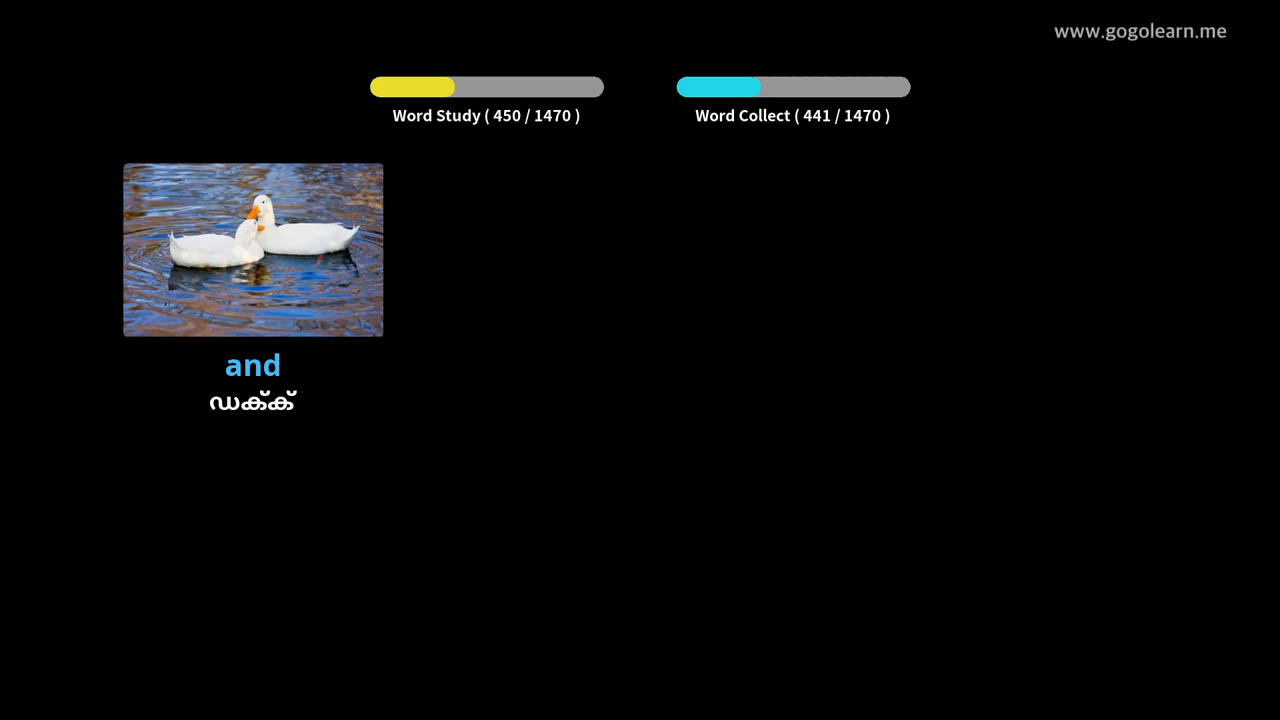 www.gogolearn.me
Word Study ( 450 / 1470 )
Word Collect ( 441 / 1470 )
and
ഡക്ക്